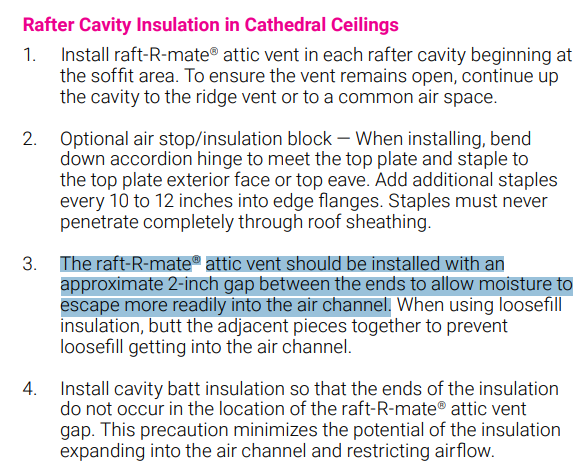 Rafter Cavity Insulation in Cathedral Ceilings
1. Install raft-R-mate® attic vent in each rafter cavity beginning at
the soffit area. To ensure the vent remains open, continue up
the cavity to the ridge vent or to a common air space.
2. Optional air stop/insulation block — When installing, bend
down accordion hinge to meet the top plate and staple to
the top plate exterior face or top eave. Add additional staples
every 10 to 12 inches into edge flanges. Staples must never
penetrate completely through roof sheathing.
3. The raft-R-mate® attic vent should be installed with an
approximate 2-inch gap between the ends to allow moisture to
escape more readily into the air channel. When using loosefill
insulation, butt the adjacent pieces together to prevent
loosefill getting into the air channel.
4. Install cavity batt insulation so that the ends of the insulation
do not occur in the location of the raft-R-mate® attic vent
gap. This precaution minimizes the potential of the insulation
expanding into the air channel and restricting airflow.